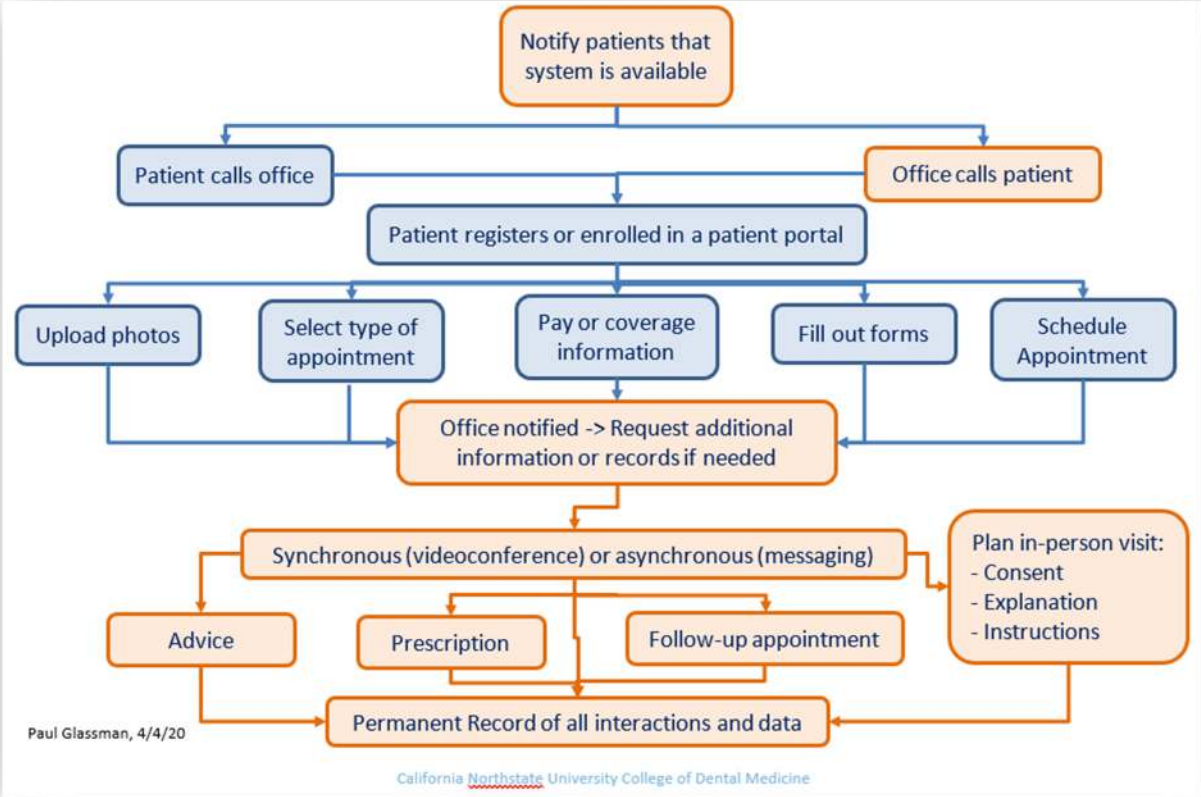 Notify patients that
system is available
Patient calls office
Office calls patient
Patient registers or enrolled in a patient portal
Upload photos
Select type of
appointment
Pay or coverage
information
Fill out forms
Schedule
Appointment
Office notified -> Request additional
information or records if needed
Synchronous (videoconference) or asynchronous (messaging)
Plan in-person visit:
- Consent
- Explanation
- Instructions
Advice
Prescription
Follow-up appointment
Permanent Record of all interactions and data
Paul Glassman, 4/4/20
California Northstate University College of Dental Medicine